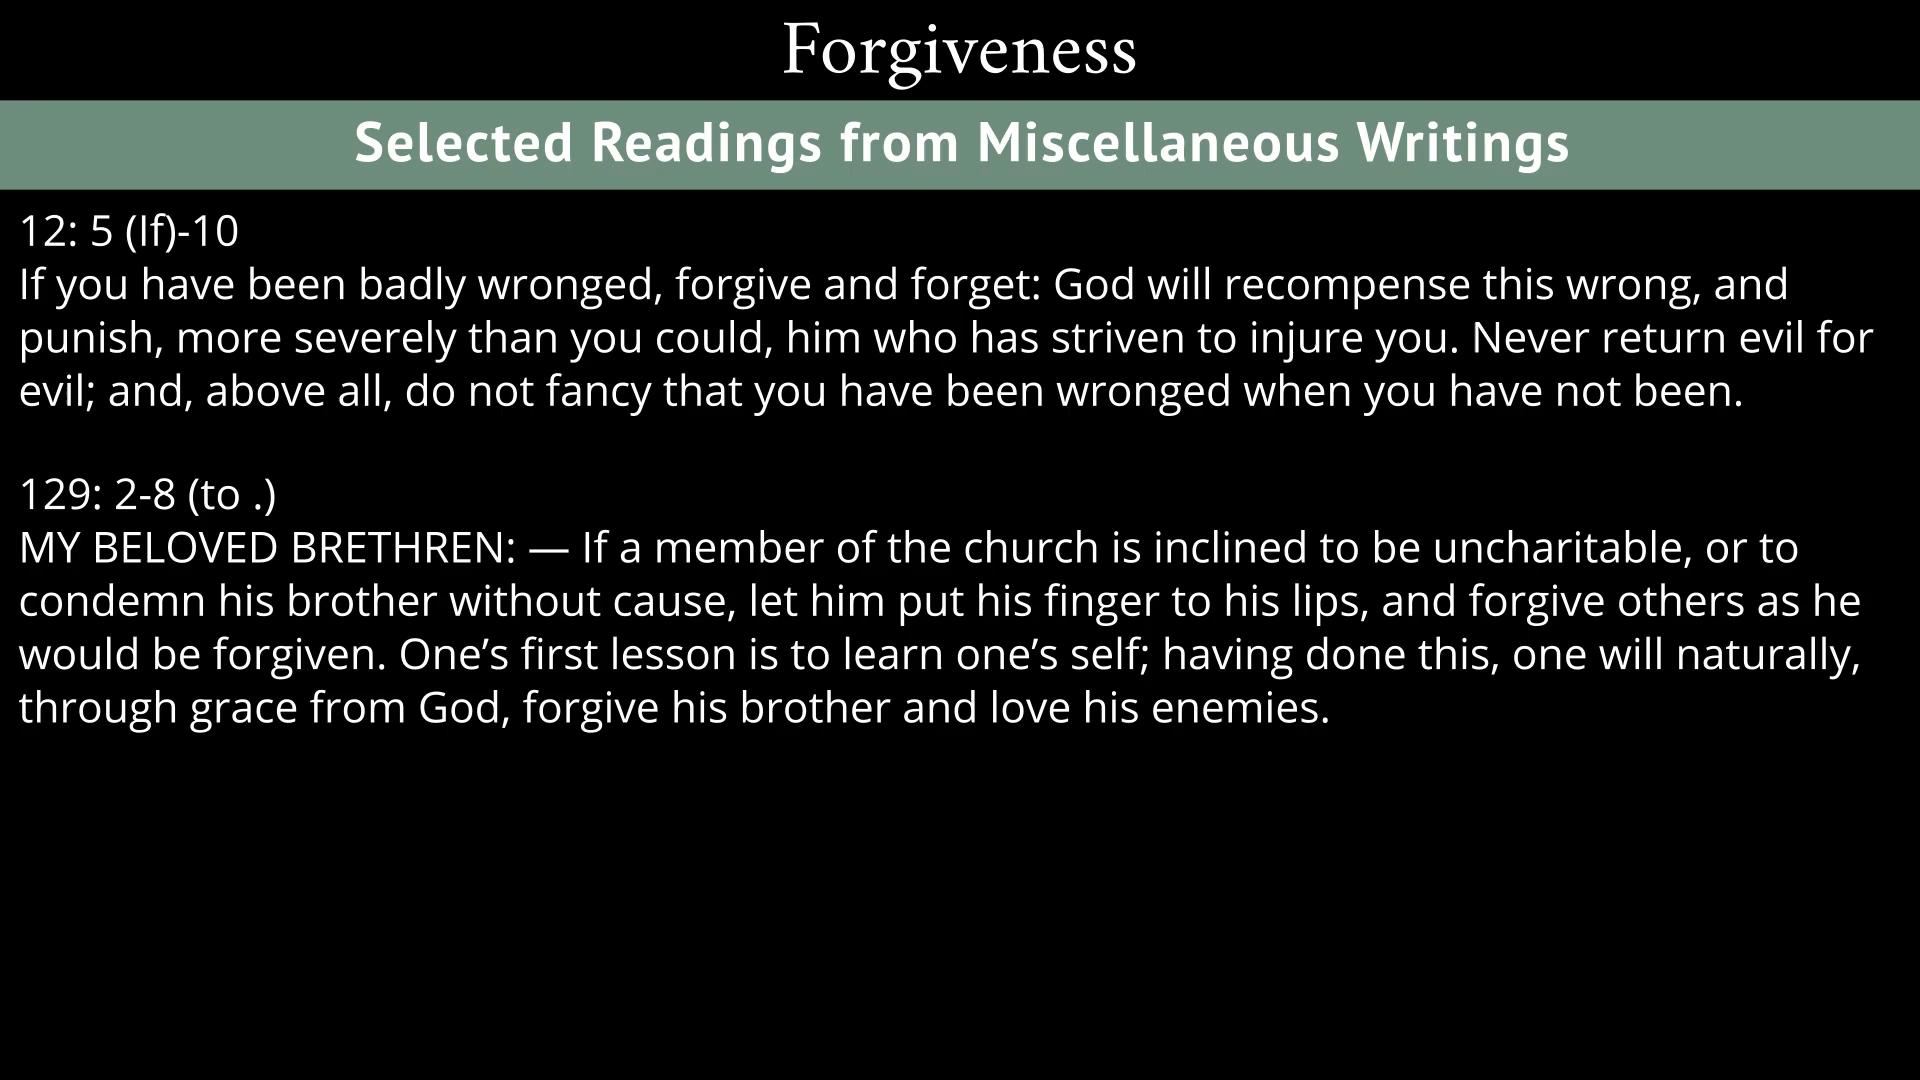 Forgiveness
Selected Readings from Miscellaneous Writings
12: 5 (If)-10
If you have been badly wronged, forgive and forget: God will recompense this wrong, and
punish, more severely than you could, him who has striven to injure you. Never return evil for
evil; and, above all, do not fancy that you have been wronged when you have not been.
129: 2-8 (to .)
MY BELOVED BRETHREN: — If a member of the church is inclined to be uncharitable, or to
condemn his brother without cause, let him put his finger to his lips, and forgive others as he
would be forgiven. One’s first lesson is to learn one’s self; having done this, one will naturally,
through grace from God, forgive his brother and love his enemies.